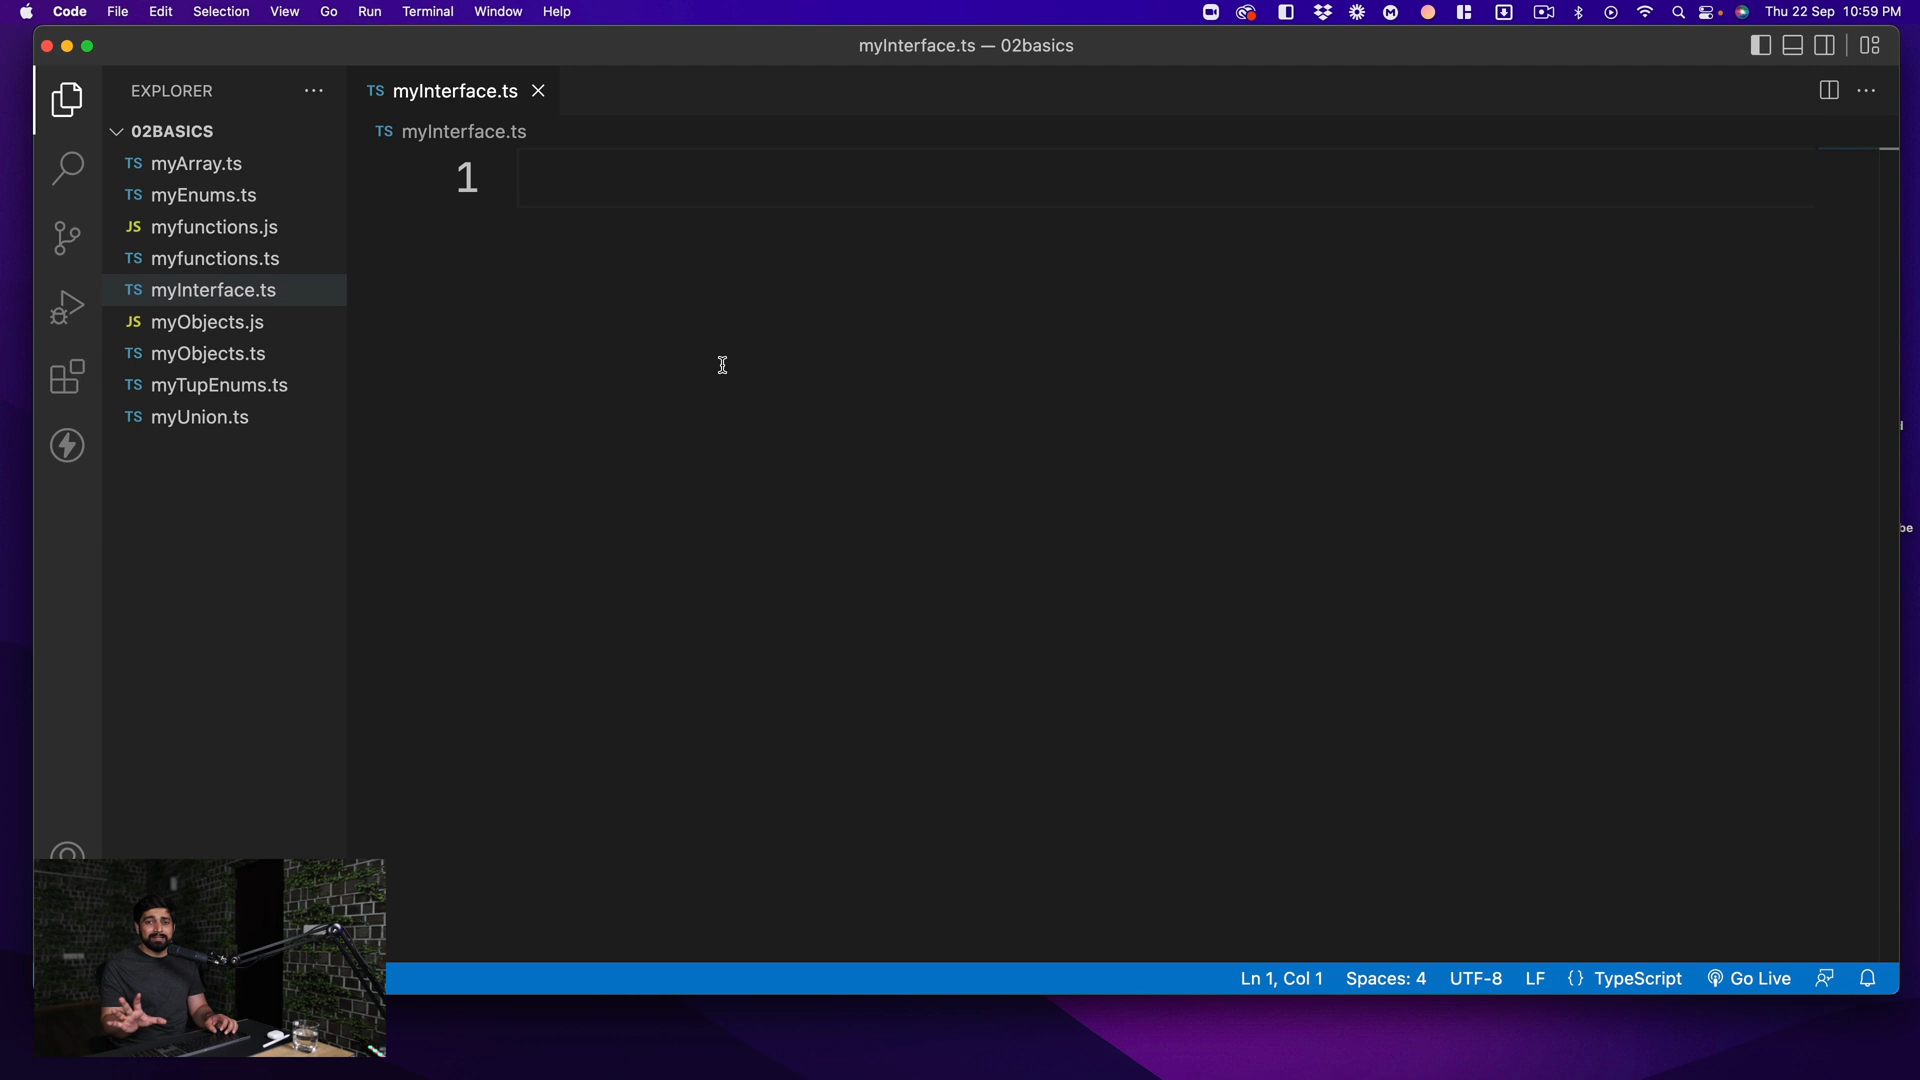 Code File Edit Selection View Go Run Terminal Window Help Thu 22 Sep 10:59 PM
myInterface.ts — 02basics
EXPLORER
TS myInterface.ts
02BASICS
TS myInterface.ts
TS myArray.ts
TS myEnums.ts
JS myfunctions.js
TS myfunctions.ts
TS myInterface.ts
JS myObjects.js
TS myObjects.ts
TS myTupEnums.ts
TS myUnion.ts
1
be
Ln 1, Col 1 Spaces: 4 UTF-8 LF {} TypeScript Go Live